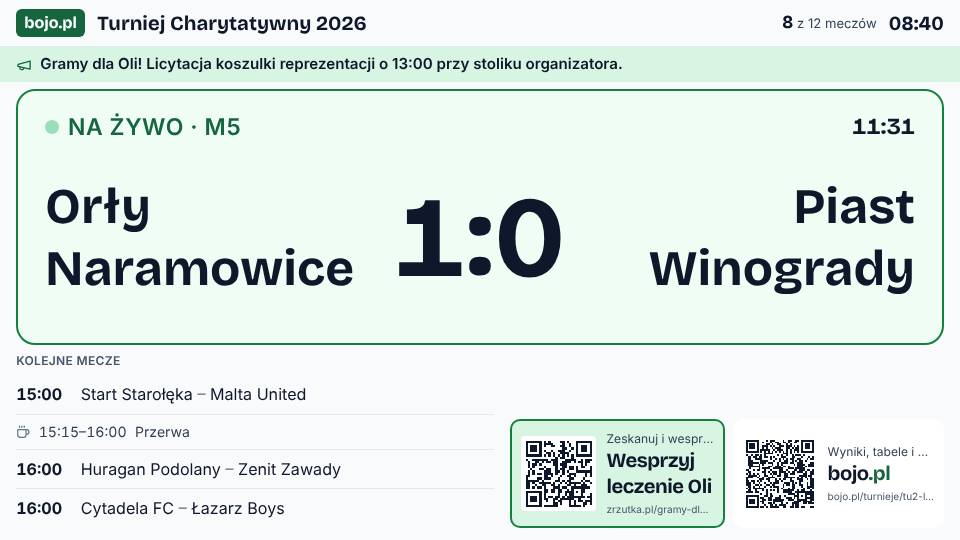 bojo.pl Turniej Charytatywny 2026 8 z 12 meczów 08:40
Gramy dla Oli! Licytacja koszulki reprezentacji o 13:00 przy stoliku organizatora.
NA ŻYWO · M5 11:31
Orły
Naramowice
1:0
Piast
Winogrady
KOLEJNE MECZE
15:00 Start Starołęka – Malta United
15:15–16:00 Przerwa
16:00 Huragan Podolany – Zenit Zawady
16:00 Cytadela FC – Łazarz Boys
Zeskanuj i wespr...
Wesprzyj
leczenie Oli
zrzutka.pl/gramy-dl...
Wyniki, tabele i ...
bojo.pl
bojo.pl/turnieje/tu2-l...